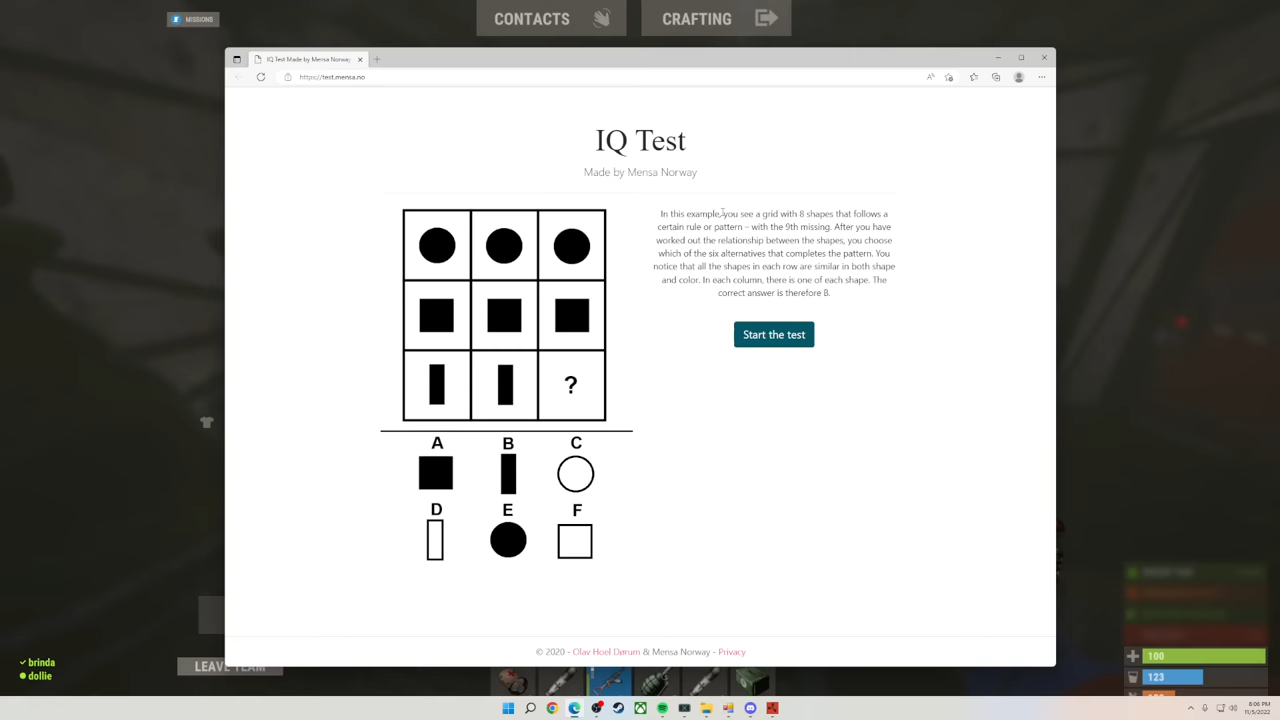 MISSIONS
CONTACTS
CRAFTING
IQ Test Made by Mensa Norway
https://test.mensa.no
IQ Test
Made by Mensa Norway
In this example, you see a grid with 8 shapes that follows a
certain rule or pattern – with the 9th missing. After you have
worked out the relationship between the shapes, you choose
which of the six alternatives that completes the pattern. You
notice that all the shapes in each row are similar in both shape
and color. In each column, there is one of each shape. The
correct answer is therefore B.
Start the test
?
A B C
D E F
© 2020 - Olav Hoel Dørum & Mensa Norway - Privacy
brinda
dollie
LEAVE TEAM
100
123
8:06 PM
11/5/2022